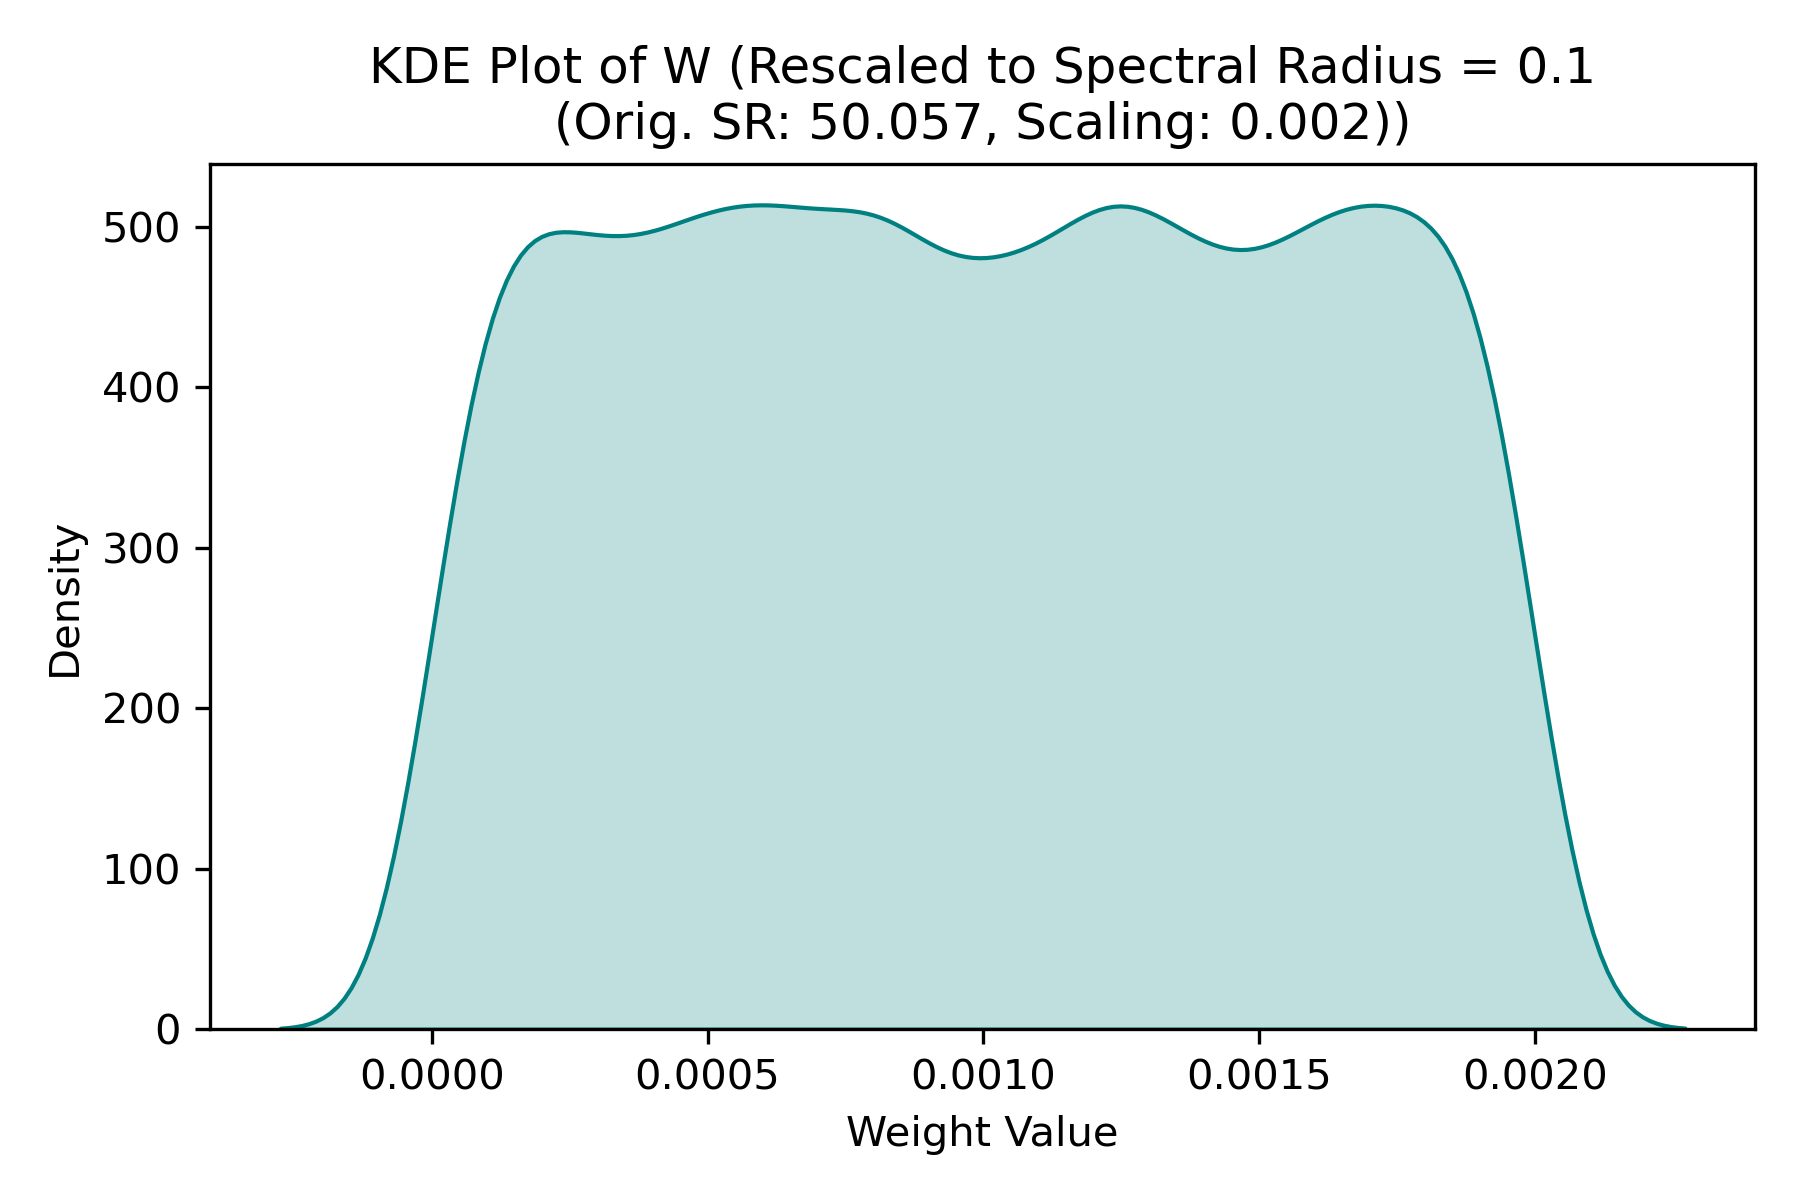 KDE Plot of W (Rescaled to Spectral Radius = 0.1
(Orig. SR: 50.057, Scaling: 0.002))
Density
500
400
300
200
100
0
0.0000
0.0005
0.0010
0.0015
0.0020
Weight Value